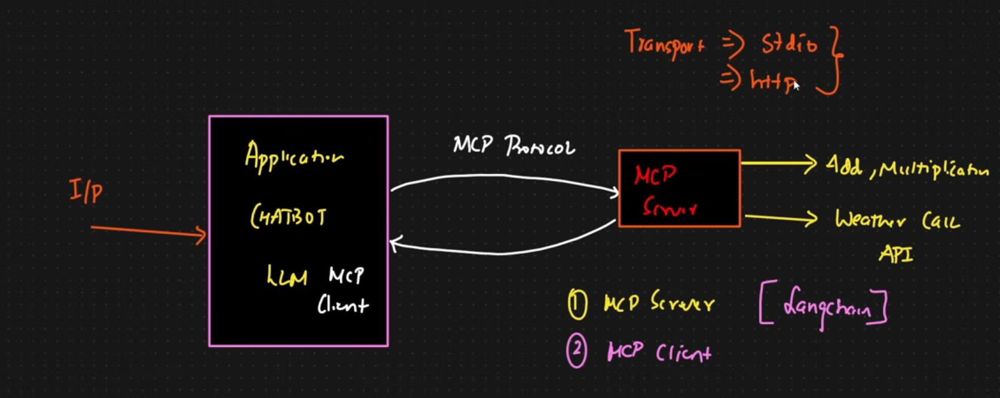 Transport => Stdio
=> http
MCP Protocol
I/P
Application
CHATBOT
LLM MCP
Client
MCP
Server
Add, Multiplication
Weather Call
API
① MCP Server [Langchain]
② MCP Client